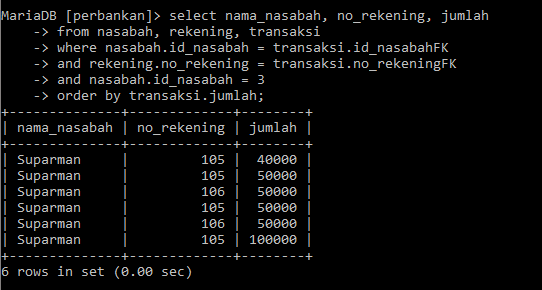 MariaDB [perbankan]> select nama_nasabah, no_rekening, jumlah
    -> from nasabah, rekening, transaksi
    -> where nasabah.id_nasabah = transaksi.id_nasabahFK
    -> and rekening.no_rekening = transaksi.no_rekeningFK
    -> and nasabah.id_nasabah = 3
    -> order by transaksi.jumlah;
+--------------+-------------+--------+
| nama_nasabah | no_rekening | jumlah |
+--------------+-------------+--------+
| Suparman     |         105 |  40000 |
| Suparman     |         105 |  50000 |
| Suparman     |         106 |  50000 |
| Suparman     |         105 |  50000 |
| Suparman     |         106 |  50000 |
| Suparman     |         105 | 100000 |
+--------------+-------------+--------+
6 rows in set (0.00 sec)